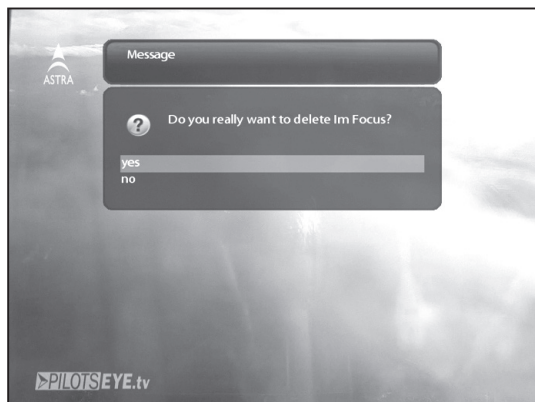 Message
ASTRA
Do you really want to delete Im Focus?
yes
no
PILOTSEYE.tv